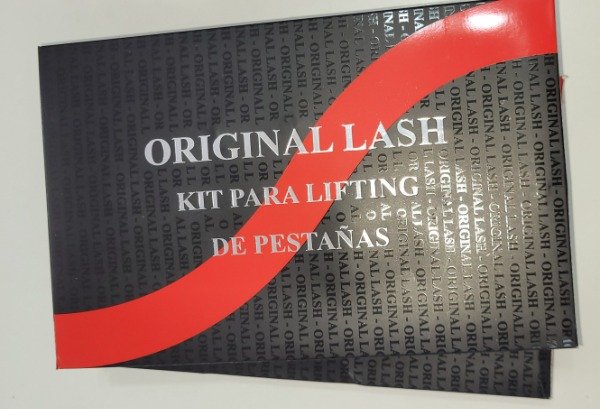 ORIGINAL LASH
KIT PARA LIFTING
DE PESTAÑAS